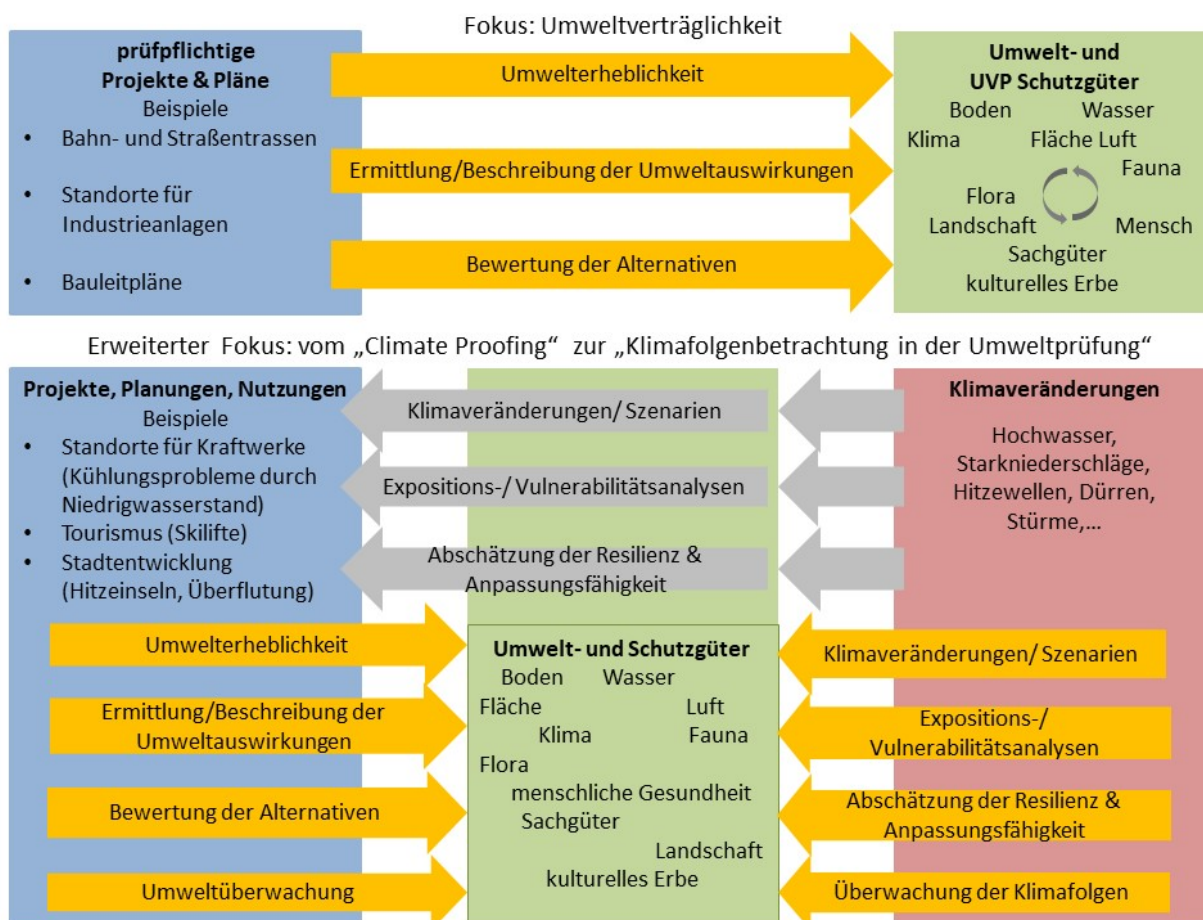 Fokus: Umweltverträglichkeit
prüfpflichtige
Projekte & Pläne
Beispiele
• Bahn- und Straßentrassen
• Standorte für
Industrieanlagen
• Bauleitpläne
Umwelterheblichkeit
Ermittlung/Beschreibung der Umweltauswirkungen
Bewertung der Alternativen
Umwelt- und
UVP Schutzgüter
Boden Wasser
Klima Fläche Luft
Fauna
Flora
Landschaft Mensch
Sachgüter
kulturelles Erbe
Erweiterter Fokus: vom „Climate Proofing“ zur „Klimafolgenbetrachtung in der Umweltprüfung“
Projekte, Planungen, Nutzungen
Beispiele
• Standorte für Kraftwerke
(Kühlungsprobleme durch
Niedrigwasserstand)
• Tourismus (Skilifte)
• Stadtentwicklung
(Hitzeinseln, Überflutung)
Klimaveränderungen/ Szenarien
Expositions-/ Vulnerabilitätsanalysen
Abschätzung der Resilienz &
Anpassungsfähigkeit
Klimaveränderungen
Hochwasser,
Starkniederschläge,
Hitzewellen, Dürren,
Stürme,...
Umwelterheblichkeit
Ermittlung/Beschreibung der
Umweltauswirkungen
Bewertung der Alternativen
Umweltüberwachung
Umwelt- und Schutzgüter
Boden Wasser
Fläche Luft
Klima Fauna
Flora
menschliche Gesundheit
Sachgüter
Landschaft
kulturelles Erbe
Klimaveränderungen/ Szenarien
Expositions-/
Vulnerabilitätsanalysen
Abschätzung der Resilienz &
Anpassungsfähigkeit
Überwachung der Klimafolgen